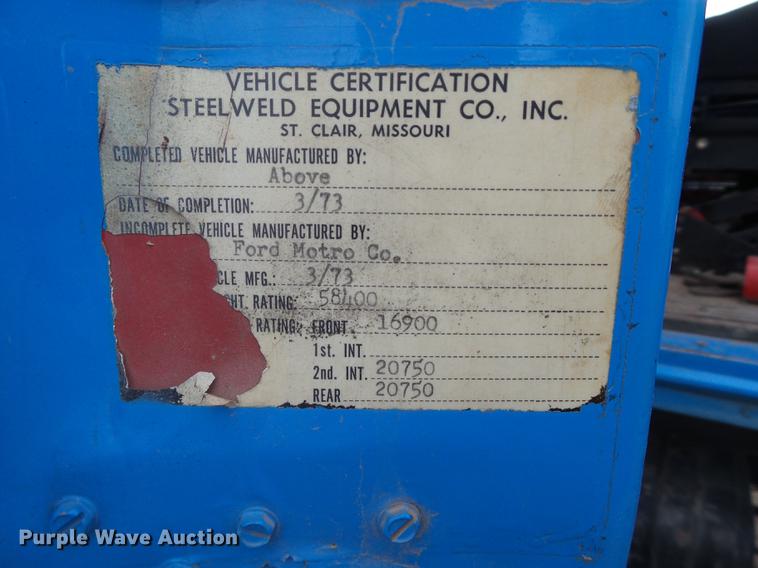 VEHICLE CERTIFICATION
STEELWELD EQUIPMENT CO., INC.
ST. CLAIR, MISSOURI
COMPLETED VEHICLE MANUFACTURED BY:
Above
DATE OF COMPLETION: 3/73
INCOMPLETE VEHICLE MANUFACTURED BY:
Ford Motro Co.
CLE MFG.: 3/73
HT RATING: 58400
RATING: FRONT 16900
1st. INT.
2nd. INT. 20750
REAR 20750
Purple Wave Auction